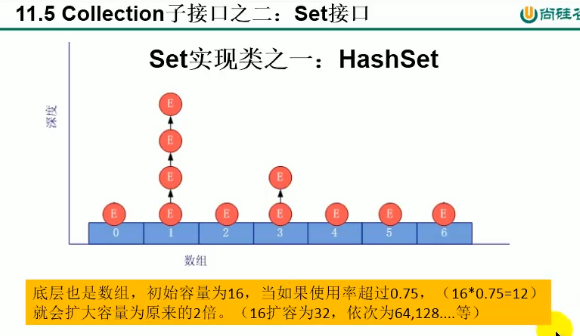 11.5 Collection子接口之二：Set接口
尚硅谷
Set实现类之一：HashSet
深度
E
E
E E
E E E E E E E
0 1 2 3 4 5 6
数组
底层也是数组，初始容量为16，当如果使用率超过0.75，（16*0.75=12）
就会扩大容量为原来的2倍。（16扩容为32，依次为64,128....等）